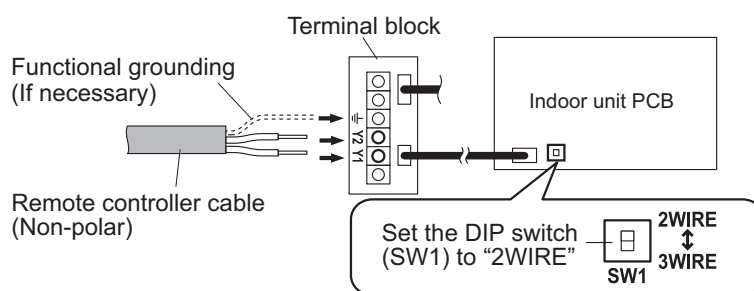 Terminal block
Functional grounding
(If necessary)
Y2
Y1
Indoor unit PCB
Remote controller cable
(Non-polar)
Set the DIP switch
(SW1) to “2WIRE”
2WIRE
3WIRE
SW1